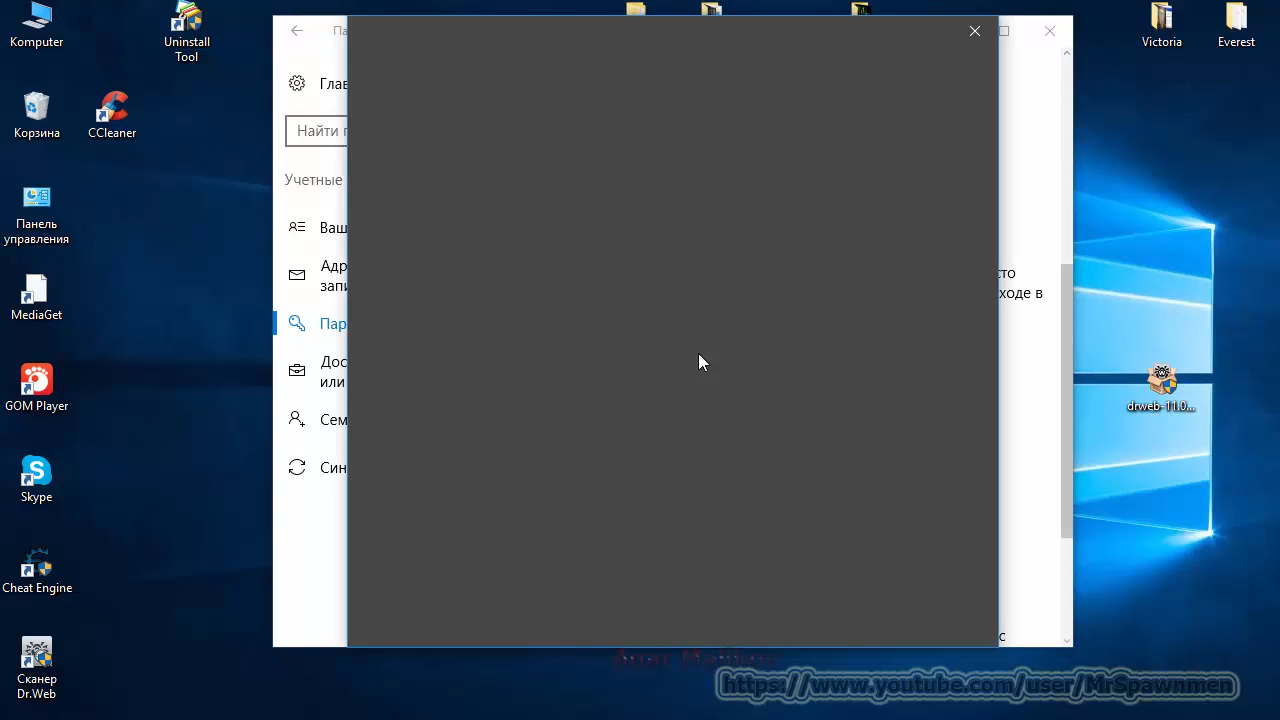 Komputer
Uninstall
Tool
Корзина
CCleaner
Панель
управления
MediaGet
GOM Player
Skype
Cheat Engine
Сканер
Dr.Web
Па
Глав
Найти п
Учетные
Ваш
Адр
запи
Пар
Дос
или
Сем
Син
сто
ходе в
с
Victoria
Everest
drweb-11.0...
https://www.youtube.com/user/MrSpawnmen